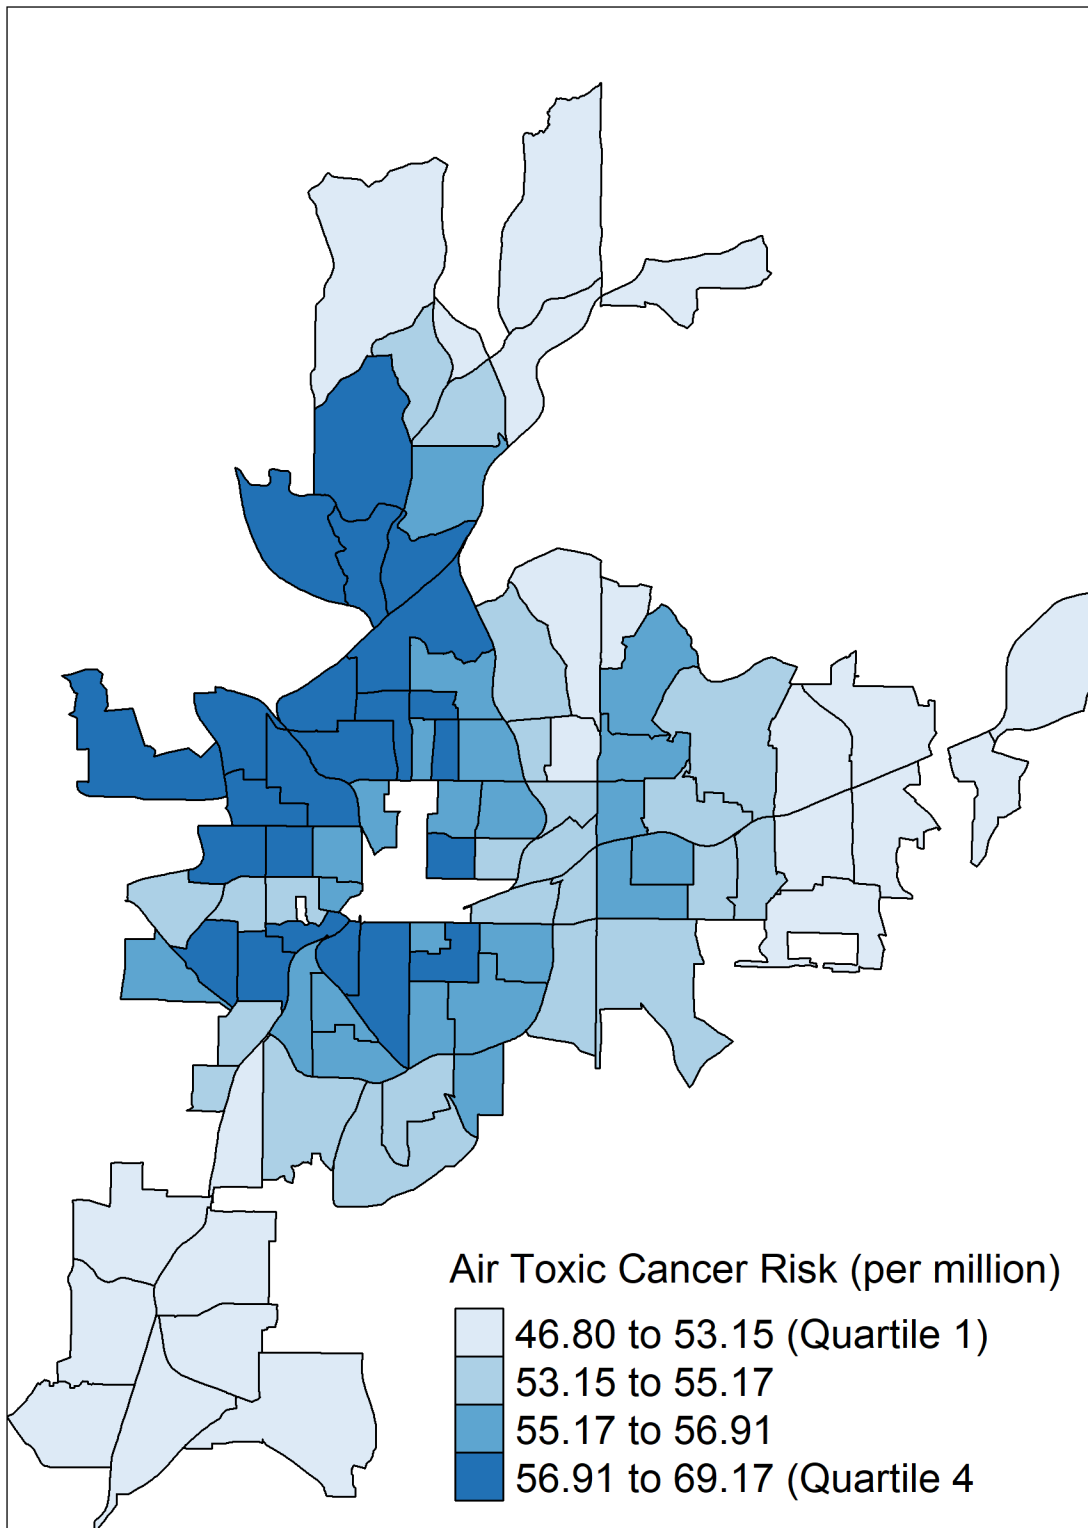 Air Toxic Cancer Risk (per million)
46.80 to 53.15 (Quartile 1)
53.15 to 55.17
55.17 to 56.91
56.91 to 69.17 (Quartile 4